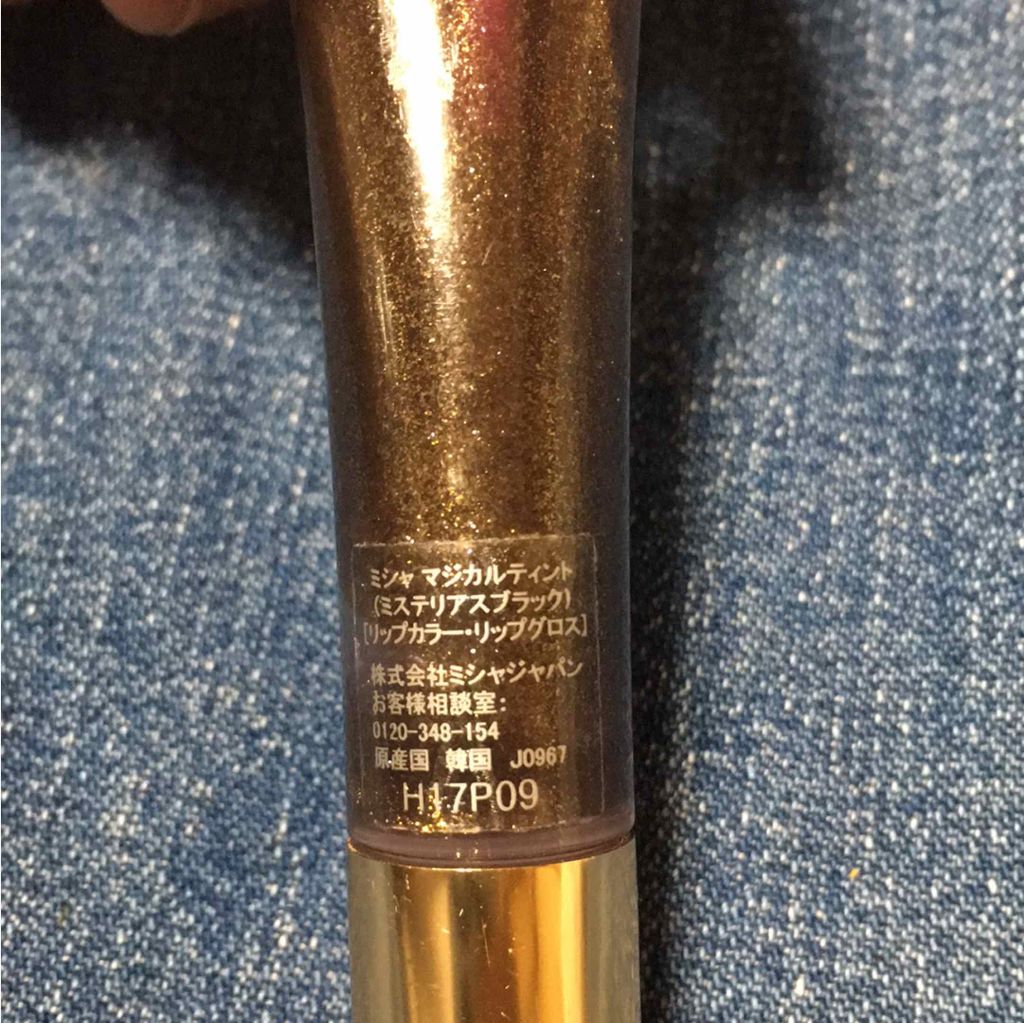 ミシャ マジカルティント
(ミステリアスブラック)
[リップカラー・リップグロス]
株式会社ミシャジャパン
お客様相談室:
0120-348-154
原産国 韓国 J0967
H17P09